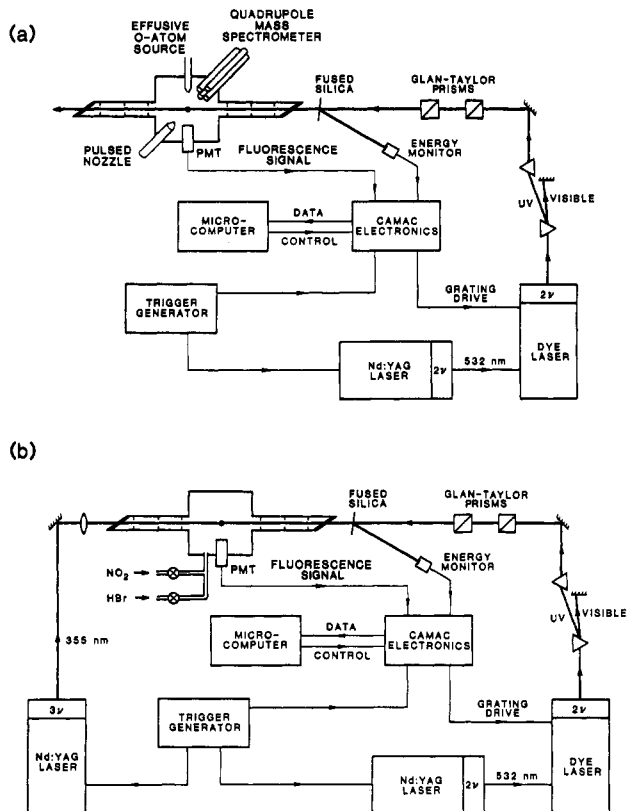 (a)
QUADRUPOLE
MASS
SPECTROMETER
EFFUSIVE
O-ATOM
SOURCE
FUSED
SILICA
GLAN-TAYLOR
PRISMS
PULSED
NOZZLE
PMT
FLUORESCENCE
SIGNAL
ENERGY
MONITOR
UV
VISIBLE
MICRO-
COMPUTER
DATA
CONTROL
CAMAC
ELECTRONICS
TRIGGER
GENERATOR
GRATING
DRIVE
2ν
DYE
LASER
Nd:YAG
LASER
2ν
532 nm
(b)
FUSED
SILICA
GLAN-TAYLOR
PRISMS
NO2
HBr
PMT
FLUORESCENCE
SIGNAL
ENERGY
MONITOR
UV
VISIBLE
355 nm
MICRO-
COMPUTER
DATA
CONTROL
CAMAC
ELECTRONICS
3ν
Nd:YAG
LASER
TRIGGER
GENERATOR
GRATING
DRIVE
2ν
DYE
LASER
Nd:YAG
LASER
2ν
532 nm